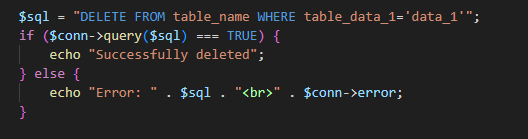 $sql = "DELETE FROM table_name WHERE table_data_1='data_1'";
if ($conn->query($sql) === TRUE) {
    echo "Successfully deleted";
} else {
    echo "Error: " . $sql . "<br>" . $conn->error;
}